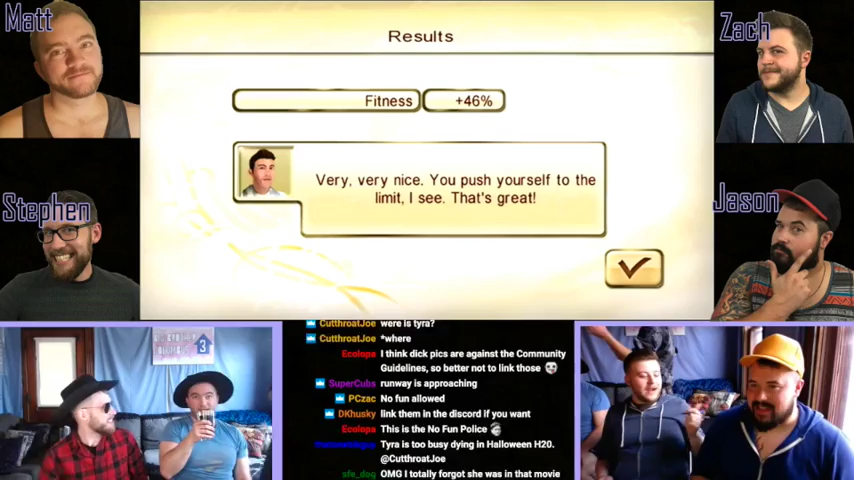 Matt
Results
Zach
Fitness
+46%
Very, very nice. You push yourself to the
limit, I see. That's great!
Stephen
Jason
3
CutthroatJoe were is tyra?
CutthroatJoe *where
Ecolopa I think dick pics are against the Community
Guidelines, so better not to link those
SuperCubs runway is approaching
PCzac No fun allowed
DKhusky link them in the discord if you want
Ecolopa This is the No Fun Police
Tyra is too busy dying in Halloween H20.
@CutthroatJoe
sfe_dog OMG I totally forgot she was in that movie